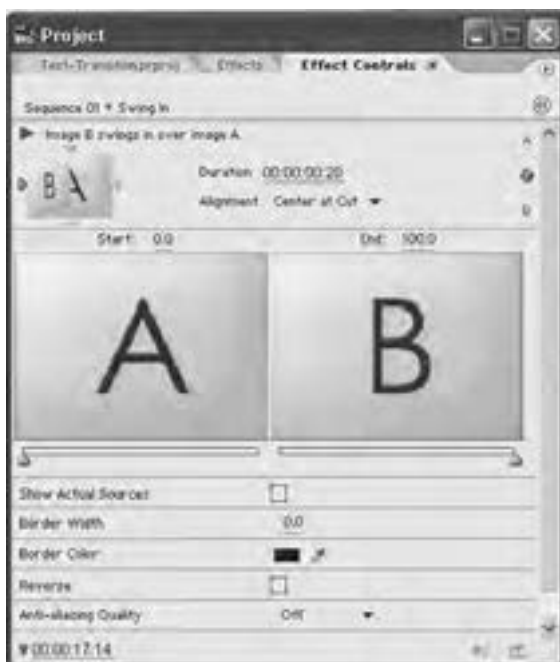 Project
Text-Transition.prproj Effects Effect Controls
Sequence 01 * Swing In
Image B swings in over image A.
B A
Duration 00:00:00:20
Alignment Center at Cut
Start: 0.0 End: 100.0
A B
Show Actual Sources
Border Width 0.0
Border Color
Reverse
Anti-aliasing Quality Off
00:00:17:14